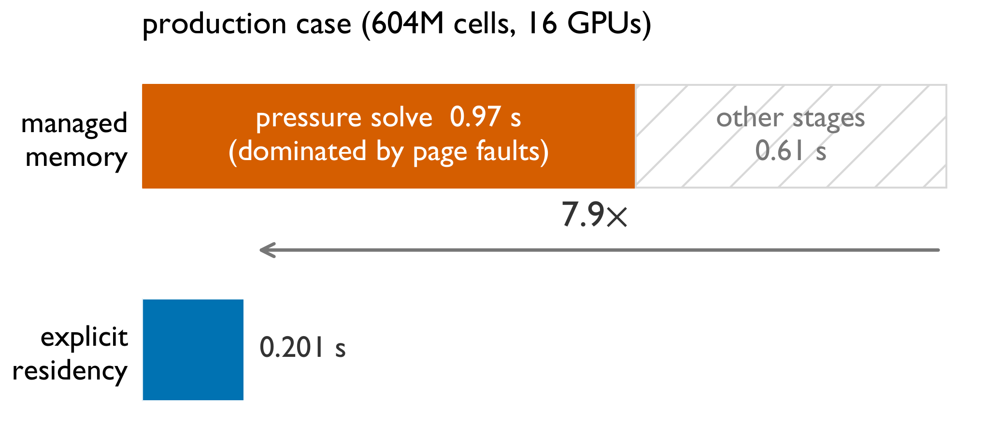 production case (604M cells, 16 GPUs)
managed
memory
pressure solve 0.97 s
(dominated by page faults)
other stages
0.61 s
7.9×
explicit
residency
0.201 s